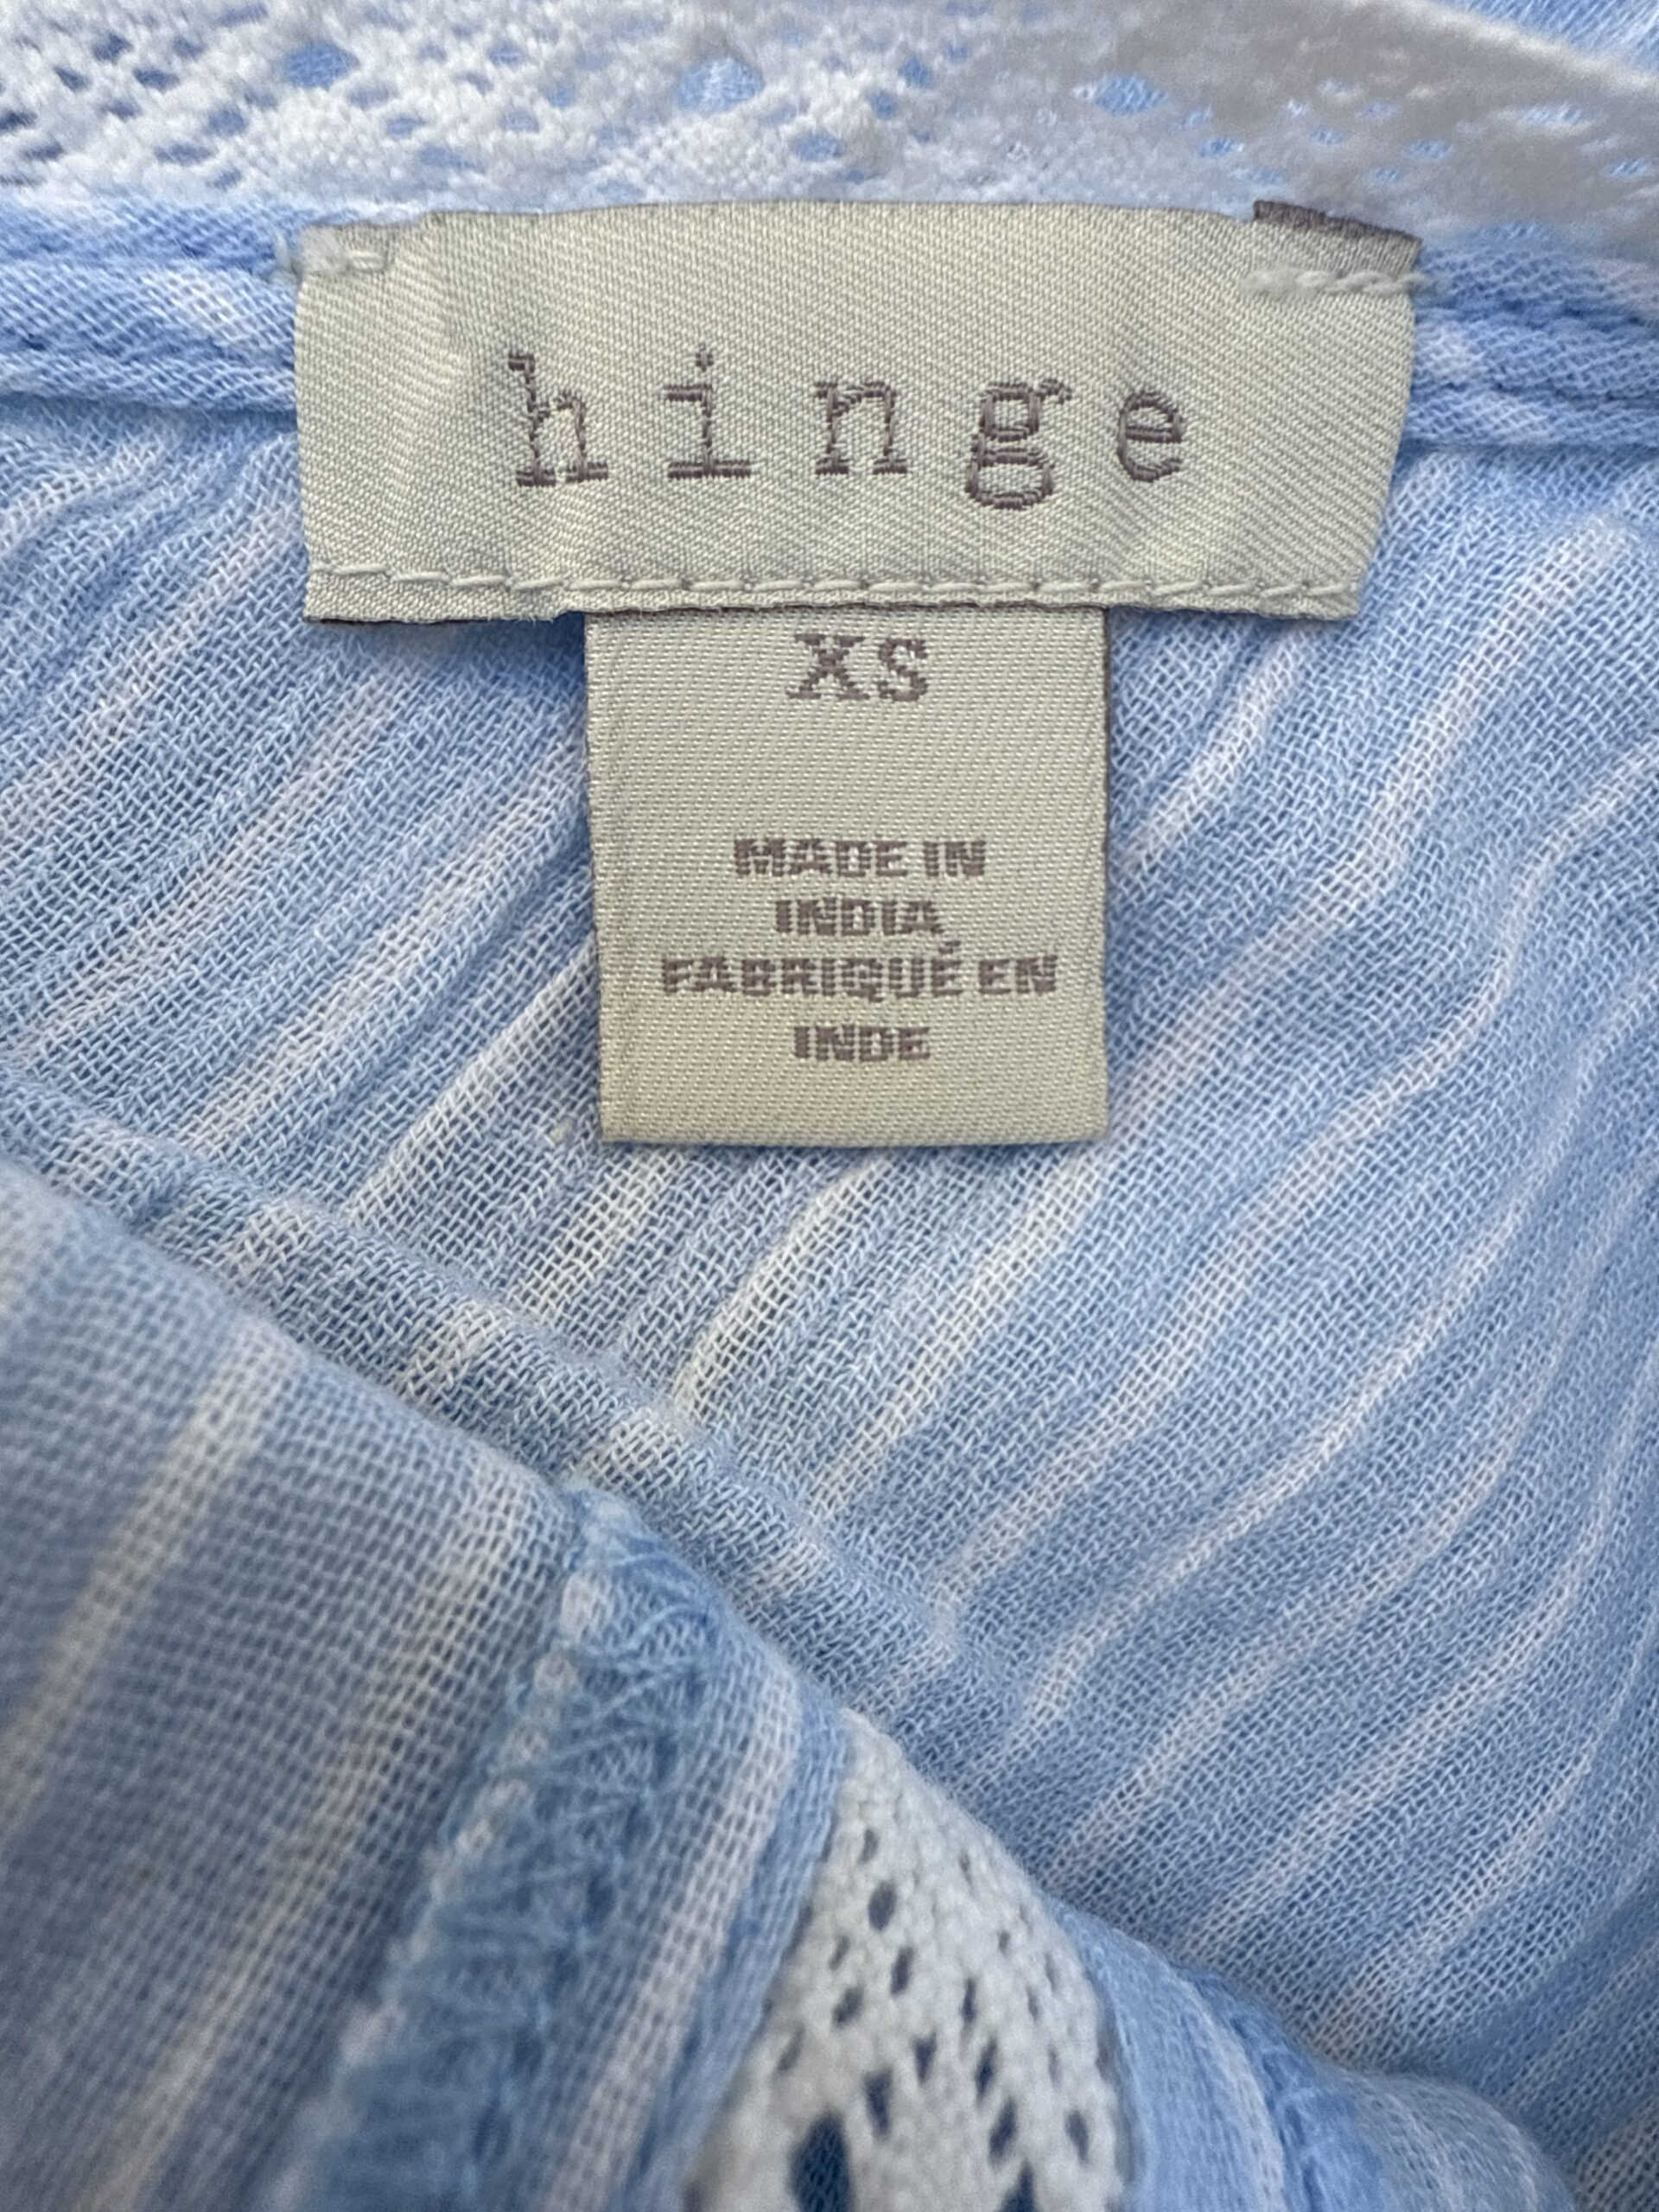 hinge
XS
MADE IN
INDIA
FABRIQUÉ EN
INDE